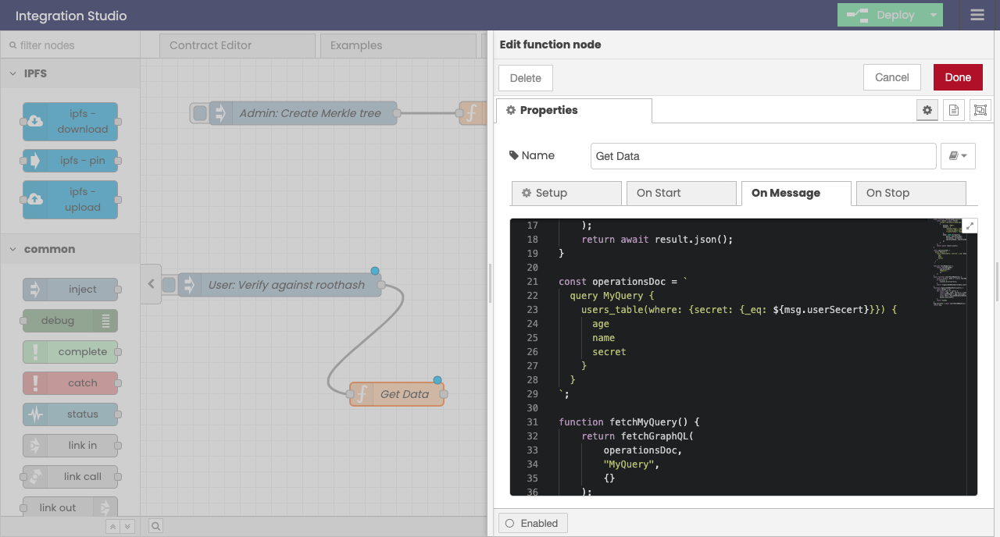 Integration Studio
Deploy
filter nodes
IPFS
ipfs -
download
ipfs - pin
ipfs -
upload
common
inject
debug
complete
catch
status
link in
link call
link out
Contract Editor
Examples
Admin: Create Merkle tree
User: Verify against roothash
Get Data
Edit function node
Delete
Cancel
Done
Properties
Name
Get Data
Setup
On Start
On Message
On Stop
17 );
18 return await result.json();
19 }
20
21 const operationsDoc = `
22 query MyQuery {
23 users_table(where: {secret: {_eq: ${msg.userSecert}}}) {
24 age
25 name
26 secret
27 }
28 }
29 `;
30
31 function fetchMyQuery() {
32 return fetchGraphQL(
33 operationsDoc,
34 "MyQuery",
35 {}
36 );
Enabled